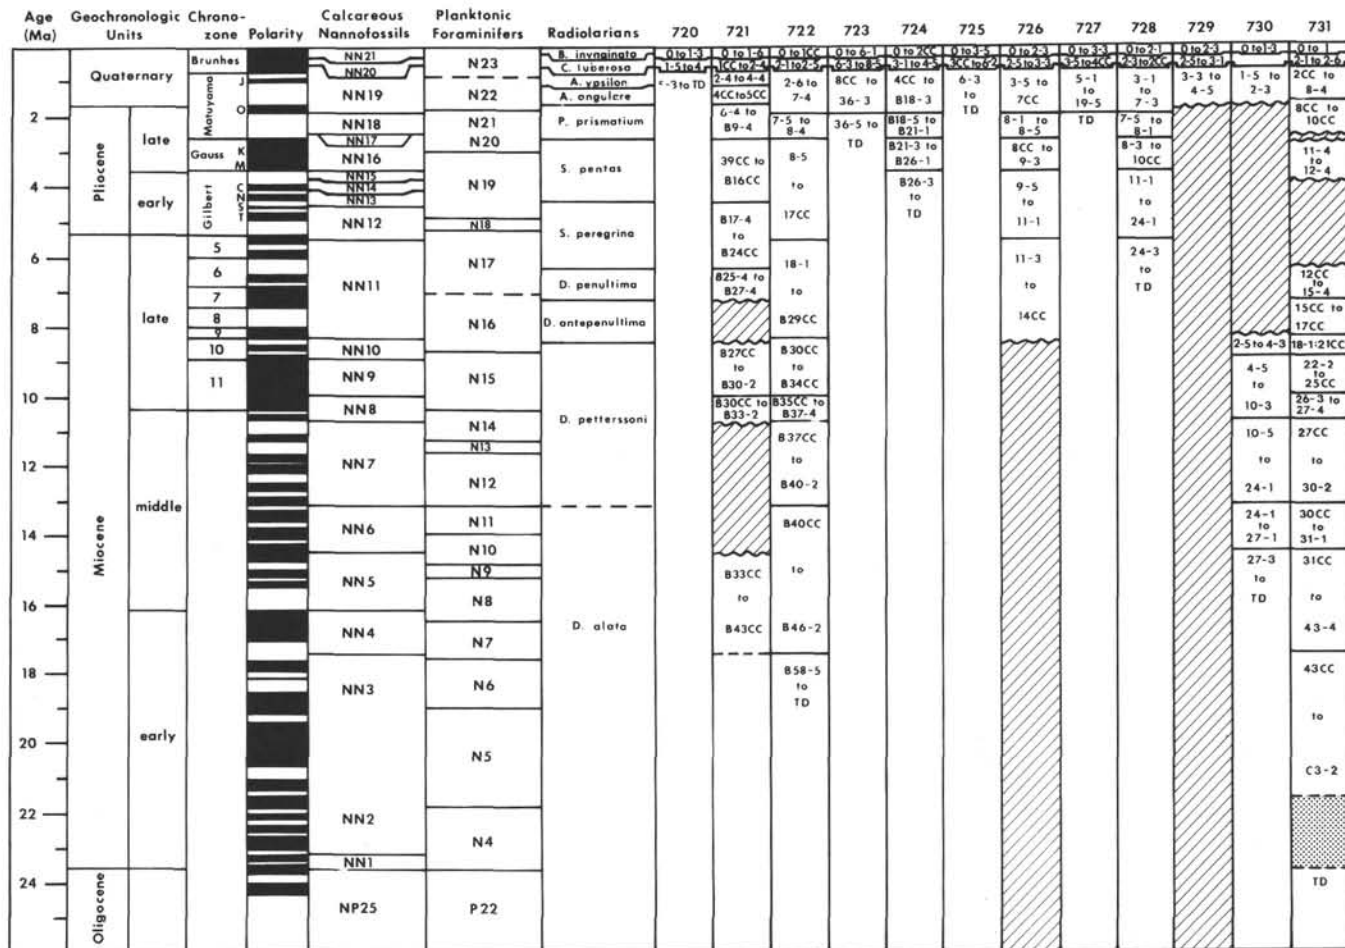 Age Geochronologic Chrono- Calcareous Planktonic
(Ma) Units zone Polarity Nannofossils Foraminifers Radiolarians 720 721 722 723 724 725 726 727 728 729 730 731
Quaternary
Pliocene
late
early
Miocene
late
middle
early
Oligocene
2
4
6
8
10
12
14
16
18
20
22
24
Brunhes
Matuyama
J
O
Gauss
K
M
Gilbert
C
N
S
T
5
6
7
8
9
10
11
NN21
NN20
NN19
NN18
NN17
NN16
NN15
NN14
NN13
NN12
NN11
NN10
NN9
NN8
NN7
NN6
NN5
NN4
NN3
NN2
NN1
NP25
N23
N22
N21
N20
N19
N18
N17
N16
N15
N14
N13
N12
N11
N10
N9
N8
N7
N6
N5
N4
P22
B. invaginata
C. tuberosa
A. ypsilon
A. angulare
P. prismatium
S. pentas
S. peregrina
D. penultima
D. antepenultima
D. pettersoni
D. alata
0 to 1-3
1-5 to 4
-3 to TD
0 to 1-6
1CC to 2-4
2-4 to 4-4
4CC to 5CC
6-4 to
B9-4
39CC to
B16CC
B17-4
to
B24CC
B25-4 to
B27-4
B27CC
to
B30-2
B30CC to
B33-2
B33CC
to
B43CC
0 to 1CC
2-1 to 2-5
2-6 to
7-4
7-5 to
8-4
8-5
to
17CC
18-1
to
B29CC
B30CC
to
B34CC
B35CC to
B37-4
B37CC
to
B40-2
B40CC
to
B46-2
B58-5
to
TD
0 to 6-1
6-3 to 8-5
8CC to
36-3
36-5 to
TD
0 to 2CC
3-1 to 4-5
4CC to
B18-3
B18-5 to
B21-1
B21-3 to
B26-1
B26-3
to
TD
0 to 3-5
3CC to 6-2
6-3
to
TD
0 to 2-3
2-5 to 3-3
3-5 to
7CC
8-1 to
8-5
8CC to
9-3
9-5
to
11-1
11-3
to
14CC
0 to 3-3
3-5 to 4CC
5-1
to
19-5
TD
0 to 2-1
2-3 to 2CC
3-1
to
7-3
7-5 to
8-1
8-3 to
10CC
11-1
to
24-1
24-3
to
TD
0 to 2-3
2-5 to 3-1
3-3 to
4-5
0 to 1-3
1-5 to
2-3
2-5 to 4-3
4-5
to
10-3
10-5
to
24-1
24-1
to
27-1
27-3
to
TD
0 to 1
2-1 to 2-6
2CC to
8-4
8CC to
10CC
11-4
to
12-4
12CC
to
15-4
15CC to
17CC
18-1:21CC
22-2
to
25CC
26-3 to
27-4
27CC
to
30-2
30CC
to
31-1
31CC
to
43-4
43CC
to
C3-2
TD